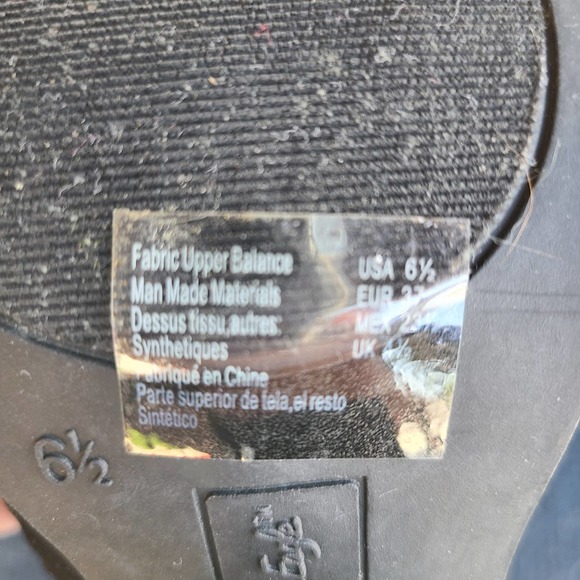 Fabric Upper Balance
Man Made Materials
Dessus tissu,autres:
Synthetiques
Fabriqué en Chine
Parte superior de tela,el resto
Sintético
USA 6½
EUR
MEX
UK
6½